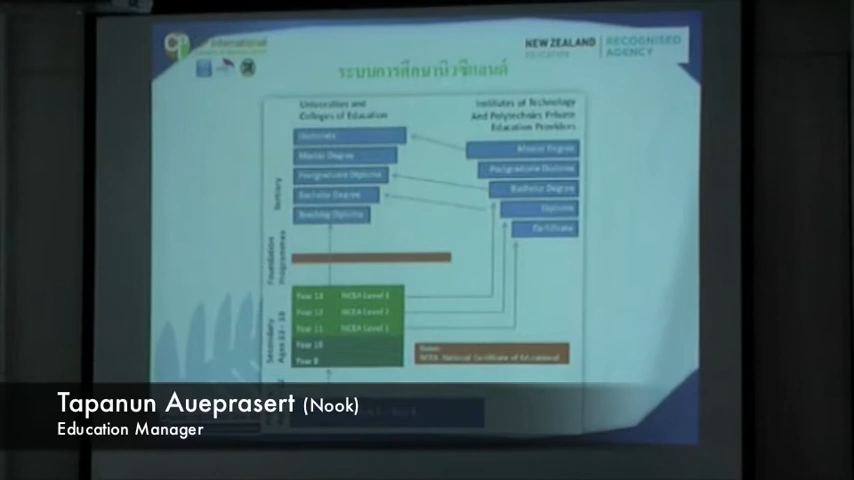 International
NEW ZEALAND
EDUCATION
RECOGNISED
AGENCY
ระบบการศึกษานิวซีแลนด์
Universities and
Colleges of Education
Institutes of Technology
And Polytechnics Private
Education Providers
Doctorate
Master Degree
Postgraduate Diploma
Bachelor Degree
Teaching Diploma
Master Degree
Postgraduate Diploma
Bachelor Degree
Diploma
Certificate
Tertiary
Foundation
Programmes
Secondary
Ages 13 - 18
Year 13 NCEA Level 3
Year 12 NCEA Level 2
Year 11 NCEA Level 1
Year 10
Year 9
Notes:
NCEA National Certificate of Educational
Tapanun Aueprasert (Nook)
Education Manager